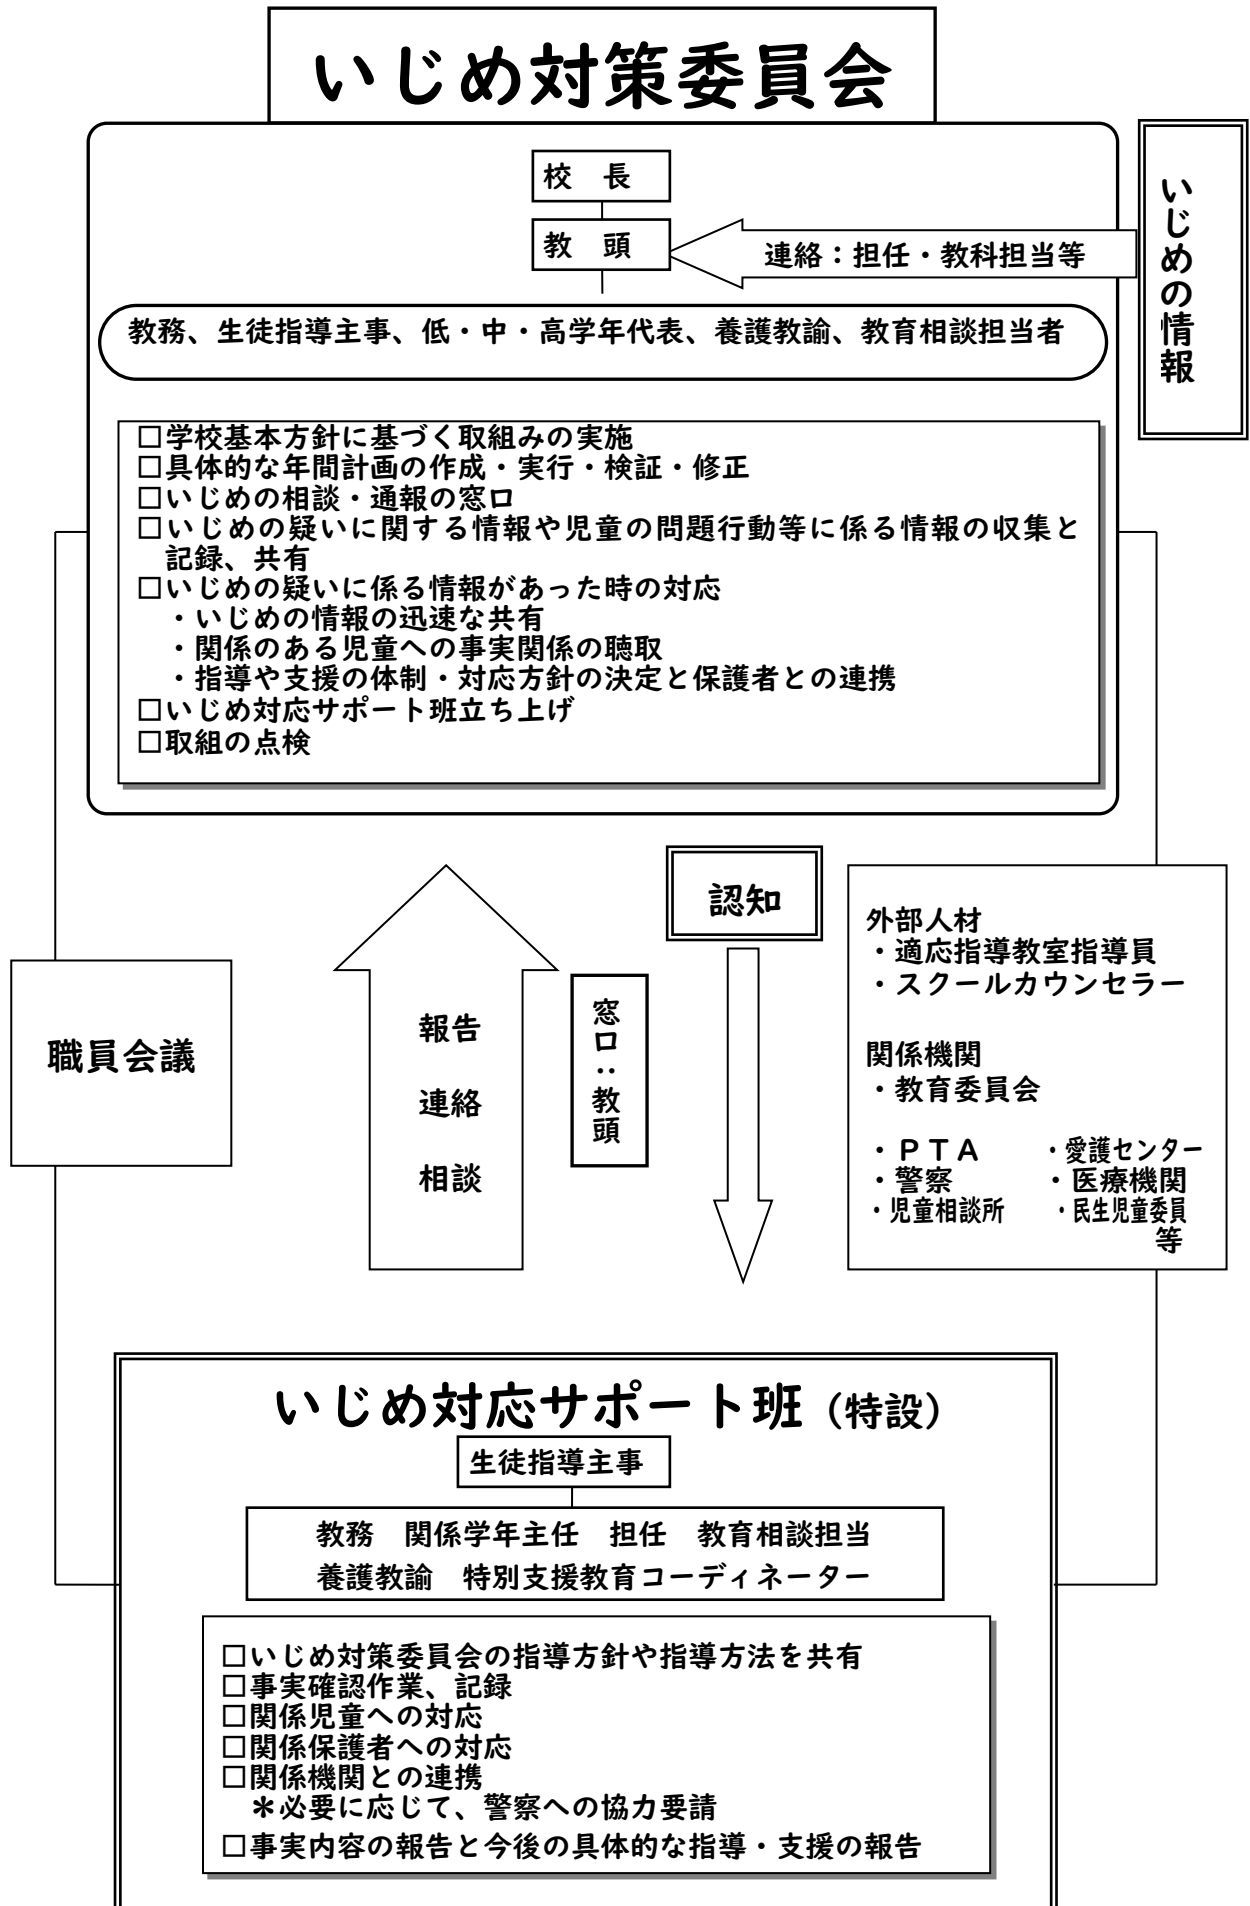 いじめ対策委員会
校　長
教　頭
連絡：担任・教科担当等
いじめの情報
教務、生徒指導主事、低・中・高学年代表、養護教諭、教育相談担当者
□学校基本方針に基づく取組みの実施
□具体的な年間計画の作成・実行・検証・修正
□いじめの相談・通報の窓口
□いじめの疑いに関する情報や児童の問題行動等に係る情報の収集と
記録、共有
□いじめの疑いに係る情報があった時の対応
・いじめの情報の迅速な共有
・関係のある児童への事実関係の聴取
・指導や支援の体制・対応方針の決定と保護者との連携
□いじめ対応サポート班立ち上げ
□取組の点検
認知
報告
連絡
相談
窓口：教頭
職員会議
外部人材
・適応指導教室指導員
・スクールカウンセラー
関係機関
・教育委員会
・ＰＴＡ　・愛護センター
・警察　・医療機関
・児童相談所　・民生児童委員
等
いじめ対応サポート班（特設）
生徒指導主事
教務　関係学年主任　担任　教育相談担当
養護教諭　特別支援教育コーディネーター
□いじめ対策委員会の指導方針や指導方法を共有
□事実確認作業、記録
□関係児童への対応
□関係保護者への対応
□関係機関との連携
＊必要に応じて、警察への協力要請
□事実内容の報告と今後の具体的な指導・支援の報告